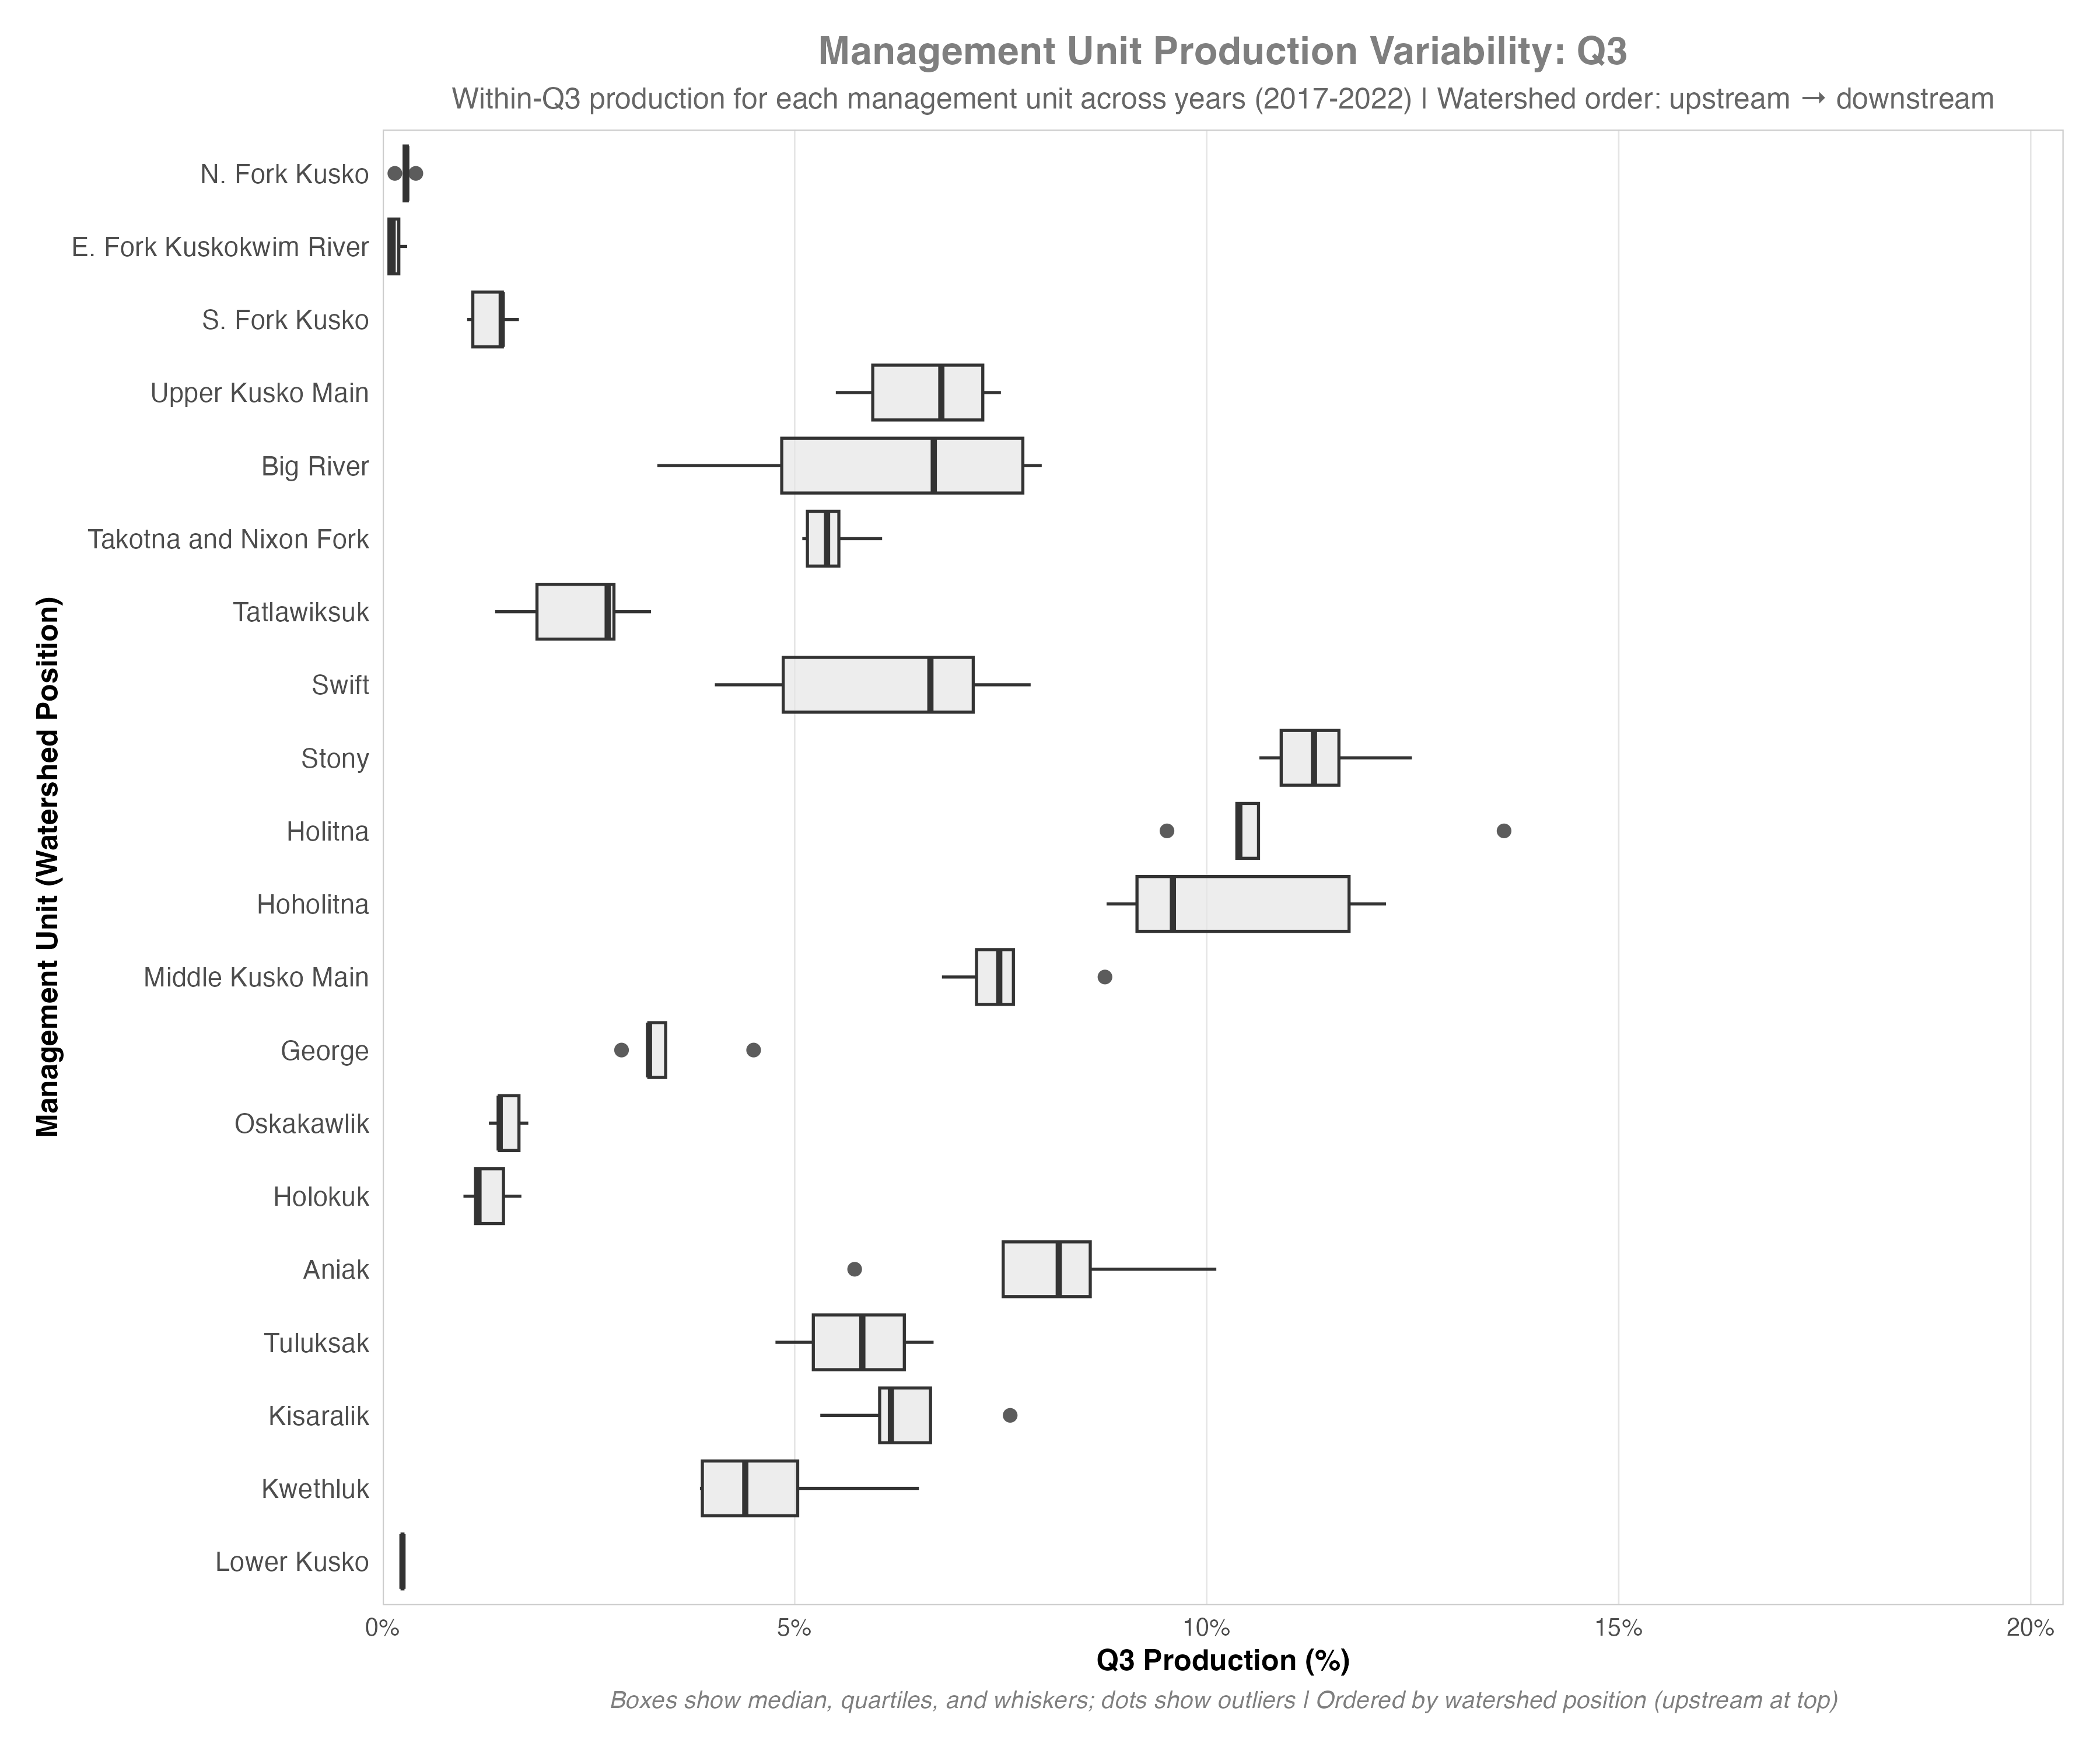 Management Unit Production Variability: Q3
Within-Q3 production for each management unit across years (2017-2022) | Watershed order: upstream → downstream
Management Unit (Watershed Position)
N. Fork Kusko
E. Fork Kuskokwim River
S. Fork Kusko
Upper Kusko Main
Big River
Takotna and Nixon Fork
Tatlawiksuk
Swift
Stony
Holitna
Hoholitna
Middle Kusko Main
George
Oskakawlik
Holokuk
Aniak
Tuluksak
Kisaralik
Kwethluk
Lower Kusko
0% 5% 10% 15% 20%
Q3 Production (%)
Boxes show median, quartiles, and whiskers; dots show outliers | Ordered by watershed position (upstream at top)